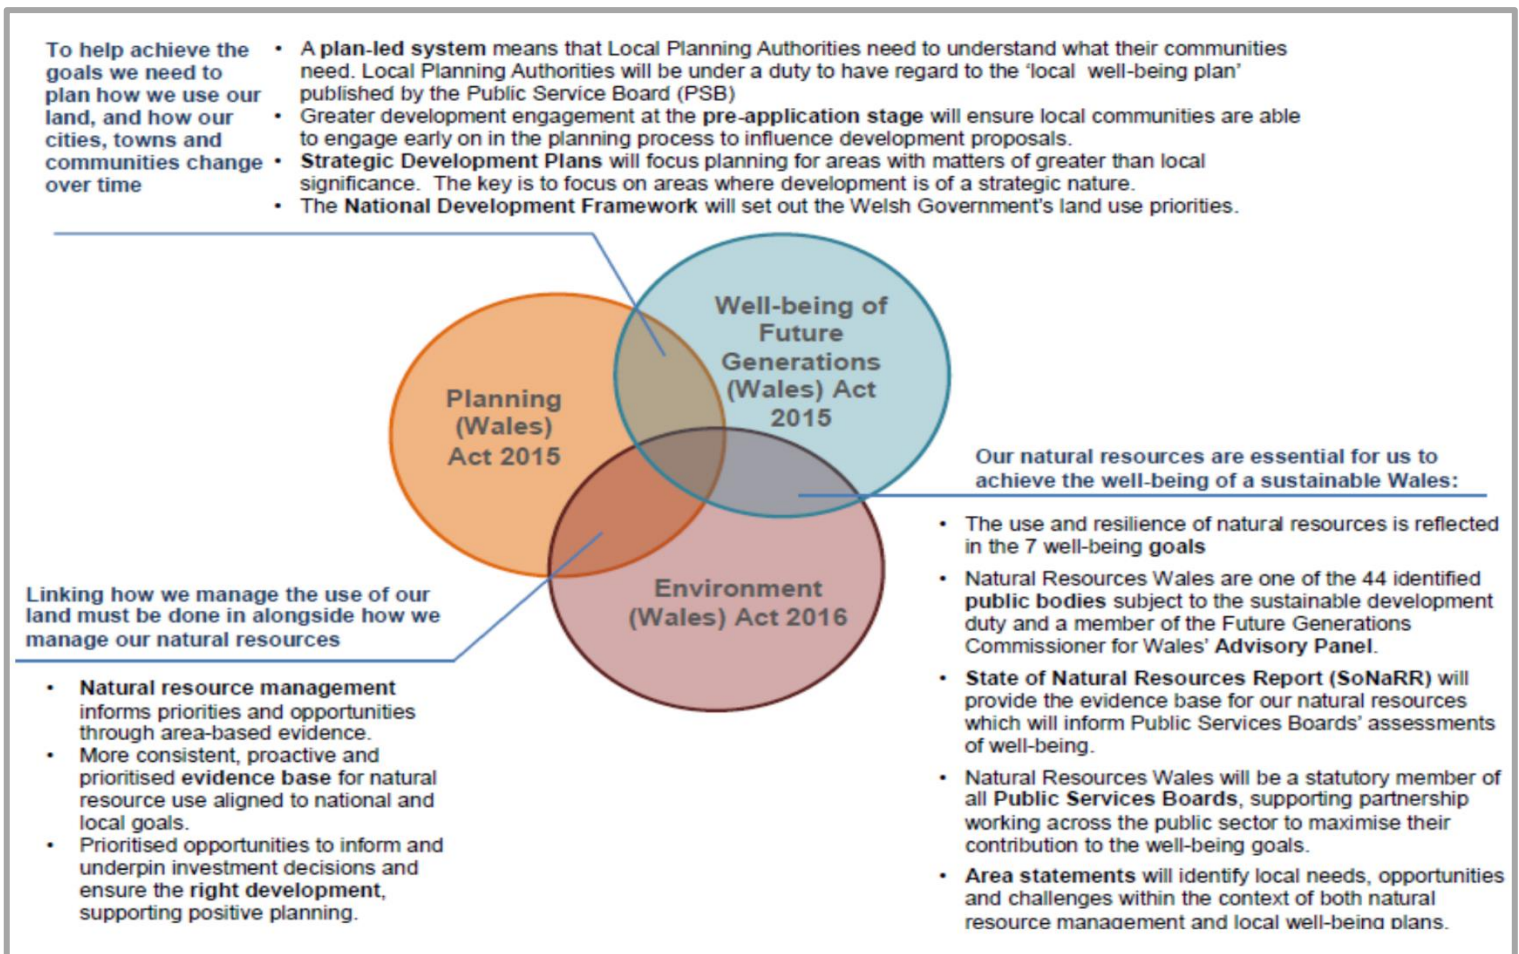 To help achieve the
goals we need to
plan how we use our
land, and how our
cities, towns and
communities change
over time
• A plan-led system means that Local Planning Authorities need to understand what their communities
need. Local Planning Authorities will be under a duty to have regard to the ‘local well-being plan’
published by the Public Service Board (PSB)
• Greater development engagement at the pre-application stage will ensure local communities are able
to engage early on in the planning process to influence development proposals.
• Strategic Development Plans will focus planning for areas with matters of greater than local
significance. The key is to focus on areas where development is of a strategic nature.
• The National Development Framework will set out the Welsh Government's land use priorities.
Well-being of
Future
Generations
(Wales) Act
2015
Planning
(Wales)
Act 2015
Environment
(Wales) Act 2016
Linking how we manage the use of our
land must be done in alongside how we
manage our natural resources
• Natural resource management
informs priorities and opportunities
through area-based evidence.
• More consistent, proactive and
prioritised evidence base for natural
resource use aligned to national and
local goals.
• Prioritised opportunities to inform and
underpin investment decisions and
ensure the right development,
supporting positive planning.
Our natural resources are essential for us to
achieve the well-being of a sustainable Wales:
• The use and resilience of natural resources is reflected
in the 7 well-being goals
• Natural Resources Wales are one of the 44 identified
public bodies subject to the sustainable development
duty and a member of the Future Generations
Commissioner for Wales’ Advisory Panel.
• State of Natural Resources Report (SoNaRR) will
provide the evidence base for our natural resources
which will inform Public Services Boards’ assessments
of well-being.
• Natural Resources Wales will be a statutory member of
all Public Services Boards, supporting partnership
working across the public sector to maximise their
contribution to the well-being goals.
• Area statements will identify local needs, opportunities
and challenges within the context of both natural
resource management and local well-being plans.